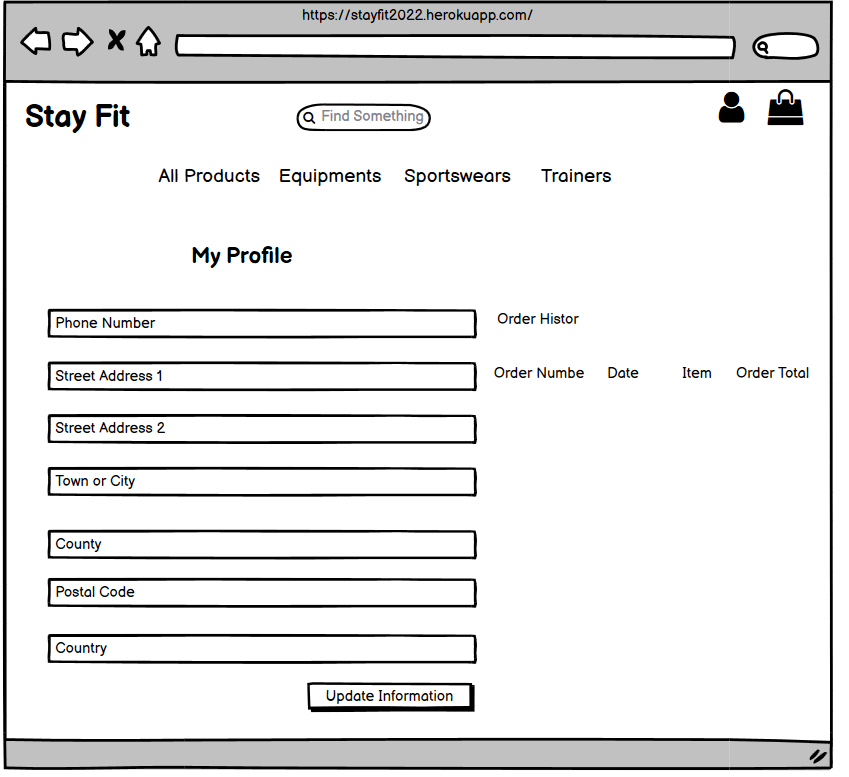 https://stayfit2022.herokuapp.com/
Stay Fit
Find Something
All Products Equipments Sportswears Trainers
My Profile
Phone Number
Order Histor
Street Address 1
Order Numbe Date Item Order Total
Street Address 2
Town or City
County
Postal Code
Country
Update Information